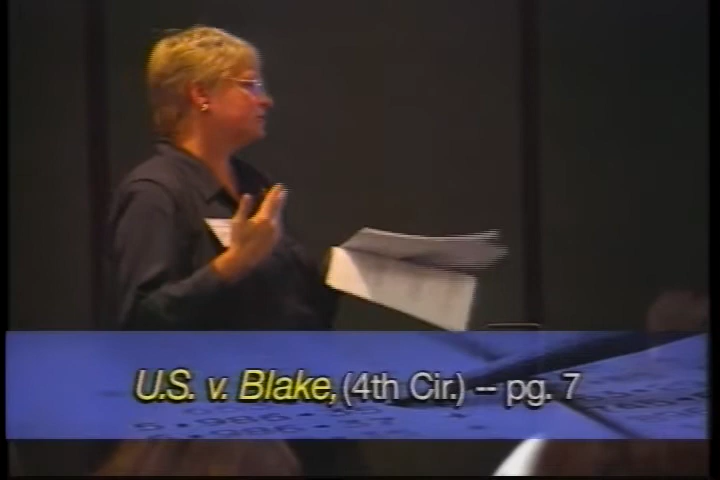 U.S. v. Blake, (4th Cir.) -- pg. 7